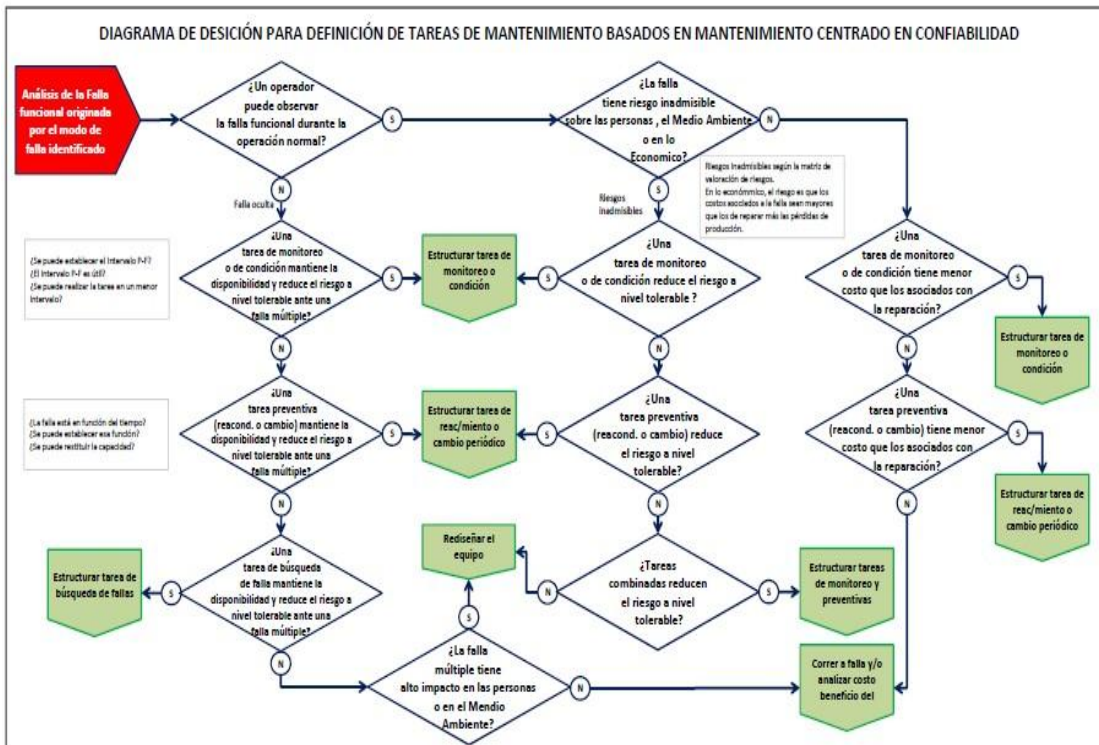 DIAGRAMA DE DESICIÓN PARA DEFINICIÓN DE TAREAS DE MANTENIMIENTO BASADOS EN MANTENIMIENTO CENTRADO EN CONFIABILIDAD
Análisis de la Falla
funcional originada
por el modo de
falla identificado
¿Un operador
puede observar
la falla funcional durante la
operación normal?
S
¿La falla
tiene riesgo inadmisible
sobre las personas , el Medio Ambiente
o en lo
Economico?
N
Riesgos Inadmisibles según la matriz de
valoración de riesgos.
En lo económmico, el riesgo es que los
costos asociados a la falla sean mayores
que los de reparar más las pérdidas de
producción.
N
Falla oculta
S
Riesgos
inadmisibles
¿Se puede establecer el Intervalo P-F?
¿El Intervalo P-F es útil?
¿Se puede realizar la tarea en un menor
Intervalo?
¿Una
tarea de monitoreo
o de condición mantiene la
disponibilidad y reduce el riesgo a
nivel tolerable ante una
falla múltiple?
S
Estructurar tarea de
monitoreo o
condición
S
¿Una
tarea de monitoreo
o de condición reduce el riesgo a
nivel tolerable ?
¿Una
tarea de monitoreo
o de condición tiene menor
costo que los asociados con
la reparación?
S
Estructurar tarea de
monitoreo o
condición
N
N
N
¿La falla está en función del tiempo?
¿Se puede establecer esa función?
¿Se puede restituir la capacidad?
¿Una
tarea preventiva
(reacond. o cambio) mantiene la
disponibilidad y reduce el riesgo a
nivel tolerable ante una
falla múltiple?
S
Estructurar tarea de
reac/miento o
cambio periódico
S
¿Una
tarea preventiva
(reacond. o cambio) reduce
el riesgo a nivel
tolerable?
¿Una
tarea preventiva
(reacond. o cambio) tiene menor
costo que los asociados con
la reparación?
S
Estructurar tarea de
reac/miento o
cambio periódico
N
N
N
Estructurar tarea de
búsqueda de fallas
S
¿Una
tarea de búsqueda
de falla mantiene la
disponibilidad y reduce el riesgo a
nivel tolerable ante una
falla múltiple?
Rediseñar el
equipo
N
¿Tareas
combinadas reducen
el riesgo a nivel
tolerable?
S
Estructurar tareas
de monitoreo y
preventivas
S
N
¿La falla
múltiple tiene
alto impacto en las personas
o en el Mendio
Ambiente?
N
Correr a falla y/o
analizar costo
beneficio del